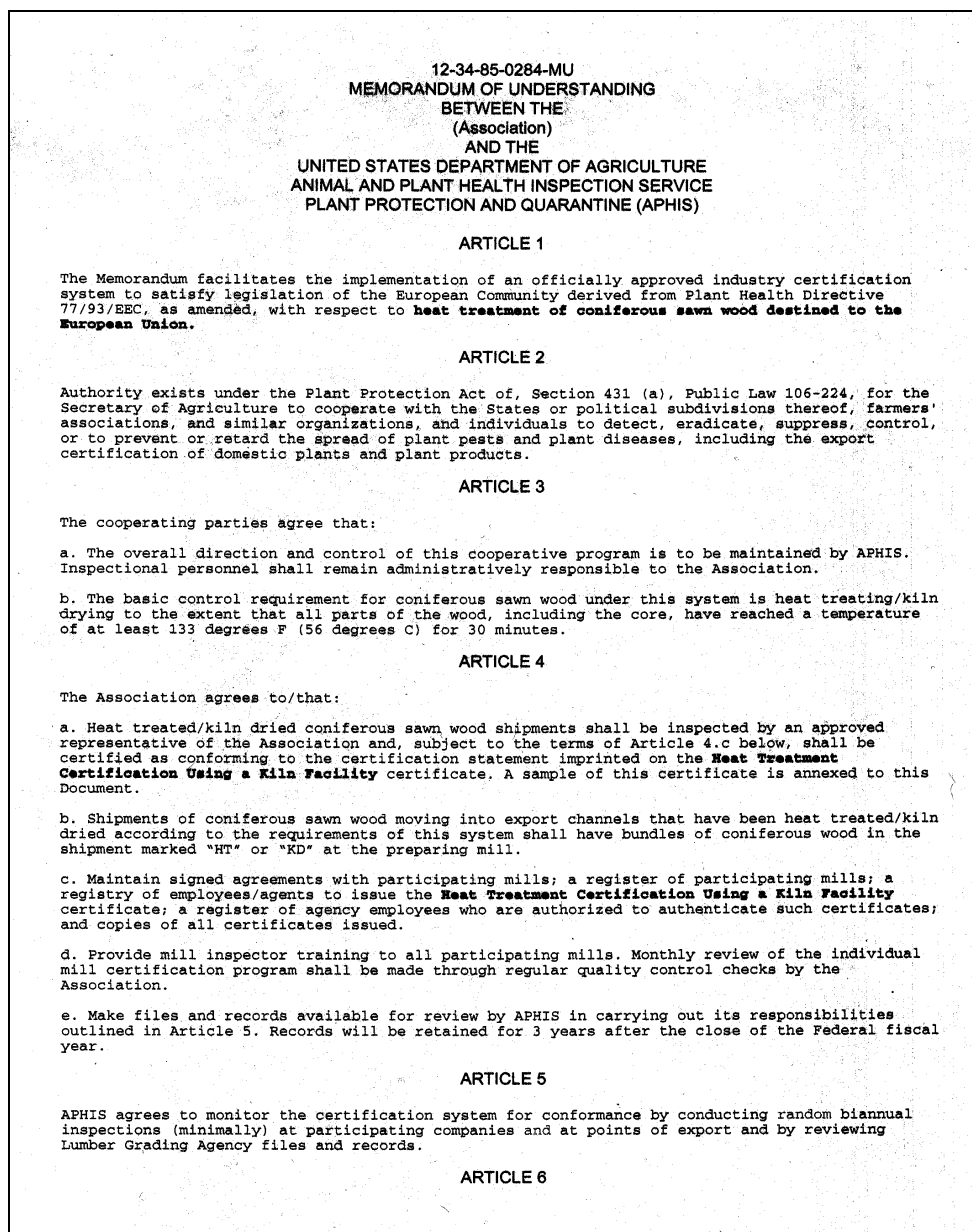 12-34-85-0284-MU
MEMORANDUM OF UNDERSTANDING
BETWEEN THE
(Association)
AND THE
UNITED STATES DEPARTMENT OF AGRICULTURE
ANIMAL AND PLANT HEALTH INSPECTION SERVICE
PLANT PROTECTION AND QUARANTINE (APHIS)
ARTICLE 1
The Memorandum facilitates the implementation of an officially approved industry certification
system to satisfy legislation of the European Community derived from Plant Health Directive
77/93/EEC, as amended, with respect to heat treatment of coniferous sawn wood destined to the
European Union.
ARTICLE 2
Authority exists under the Plant Protection Act of, Section 431 (a), Public Law 106-224, for the
Secretary of Agriculture to cooperate with the States or political subdivisions thereof, farmers'
associations, and similar organizations, and individuals to detect, eradicate, suppress, control,
or to prevent or retard the spread of plant pests and plant diseases, including the export
certification of domestic plants and plant products.
ARTICLE 3
The cooperating parties agree that:
a. The overall direction and control of this cooperative program is to be maintained by APHIS.
Inspectional personnel shall remain administratively responsible to the Association.
b. The basic control requirement for coniferous sawn wood under this system is heat treating/kiln
drying to the extent that all parts of the wood, including the core, have reached a temperature
of at least 133 degrees F (56 degrees C) for 30 minutes.
ARTICLE 4
The Association agrees to/that:
a. Heat treated/kiln dried coniferous sawn wood shipments shall be inspected by an approved
representative of the Association and, subject to the terms of Article 4.c below, shall be
certified as conforming to the certification statement imprinted on the Heat Treatment
Certification Using a Kiln Facility certificate. A sample of this certificate is annexed to this
Document.
b. Shipments of coniferous sawn wood moving into export channels that have been heat treated/kiln
dried according to the requirements of this system shall have bundles of coniferous wood in the
shipment marked "HT" or "KD" at the preparing mill.
c. Maintain signed agreements with participating mills; a register of participating mills; a
registry of employees/agents to issue the Heat Treatment Certification Using a Kiln Facility
certificate; a register of agency employees who are authorized to authenticate such certificates;
and copies of all certificates issued.
d. Provide mill inspector training to all participating mills. Monthly review of the individual
mill certification program shall be made through regular quality control checks by the
Association.
e. Make files and records available for review by APHIS in carrying out its responsibilities
outlined in Article 5. Records will be retained for 3 years after the close of the Federal fiscal
year.
ARTICLE 5
APHIS agrees to monitor the certification system for conformance by conducting random biannual
inspections (minimally) at participating companies and at points of export and by reviewing
Lumber Grading Agency files and records.
ARTICLE 6